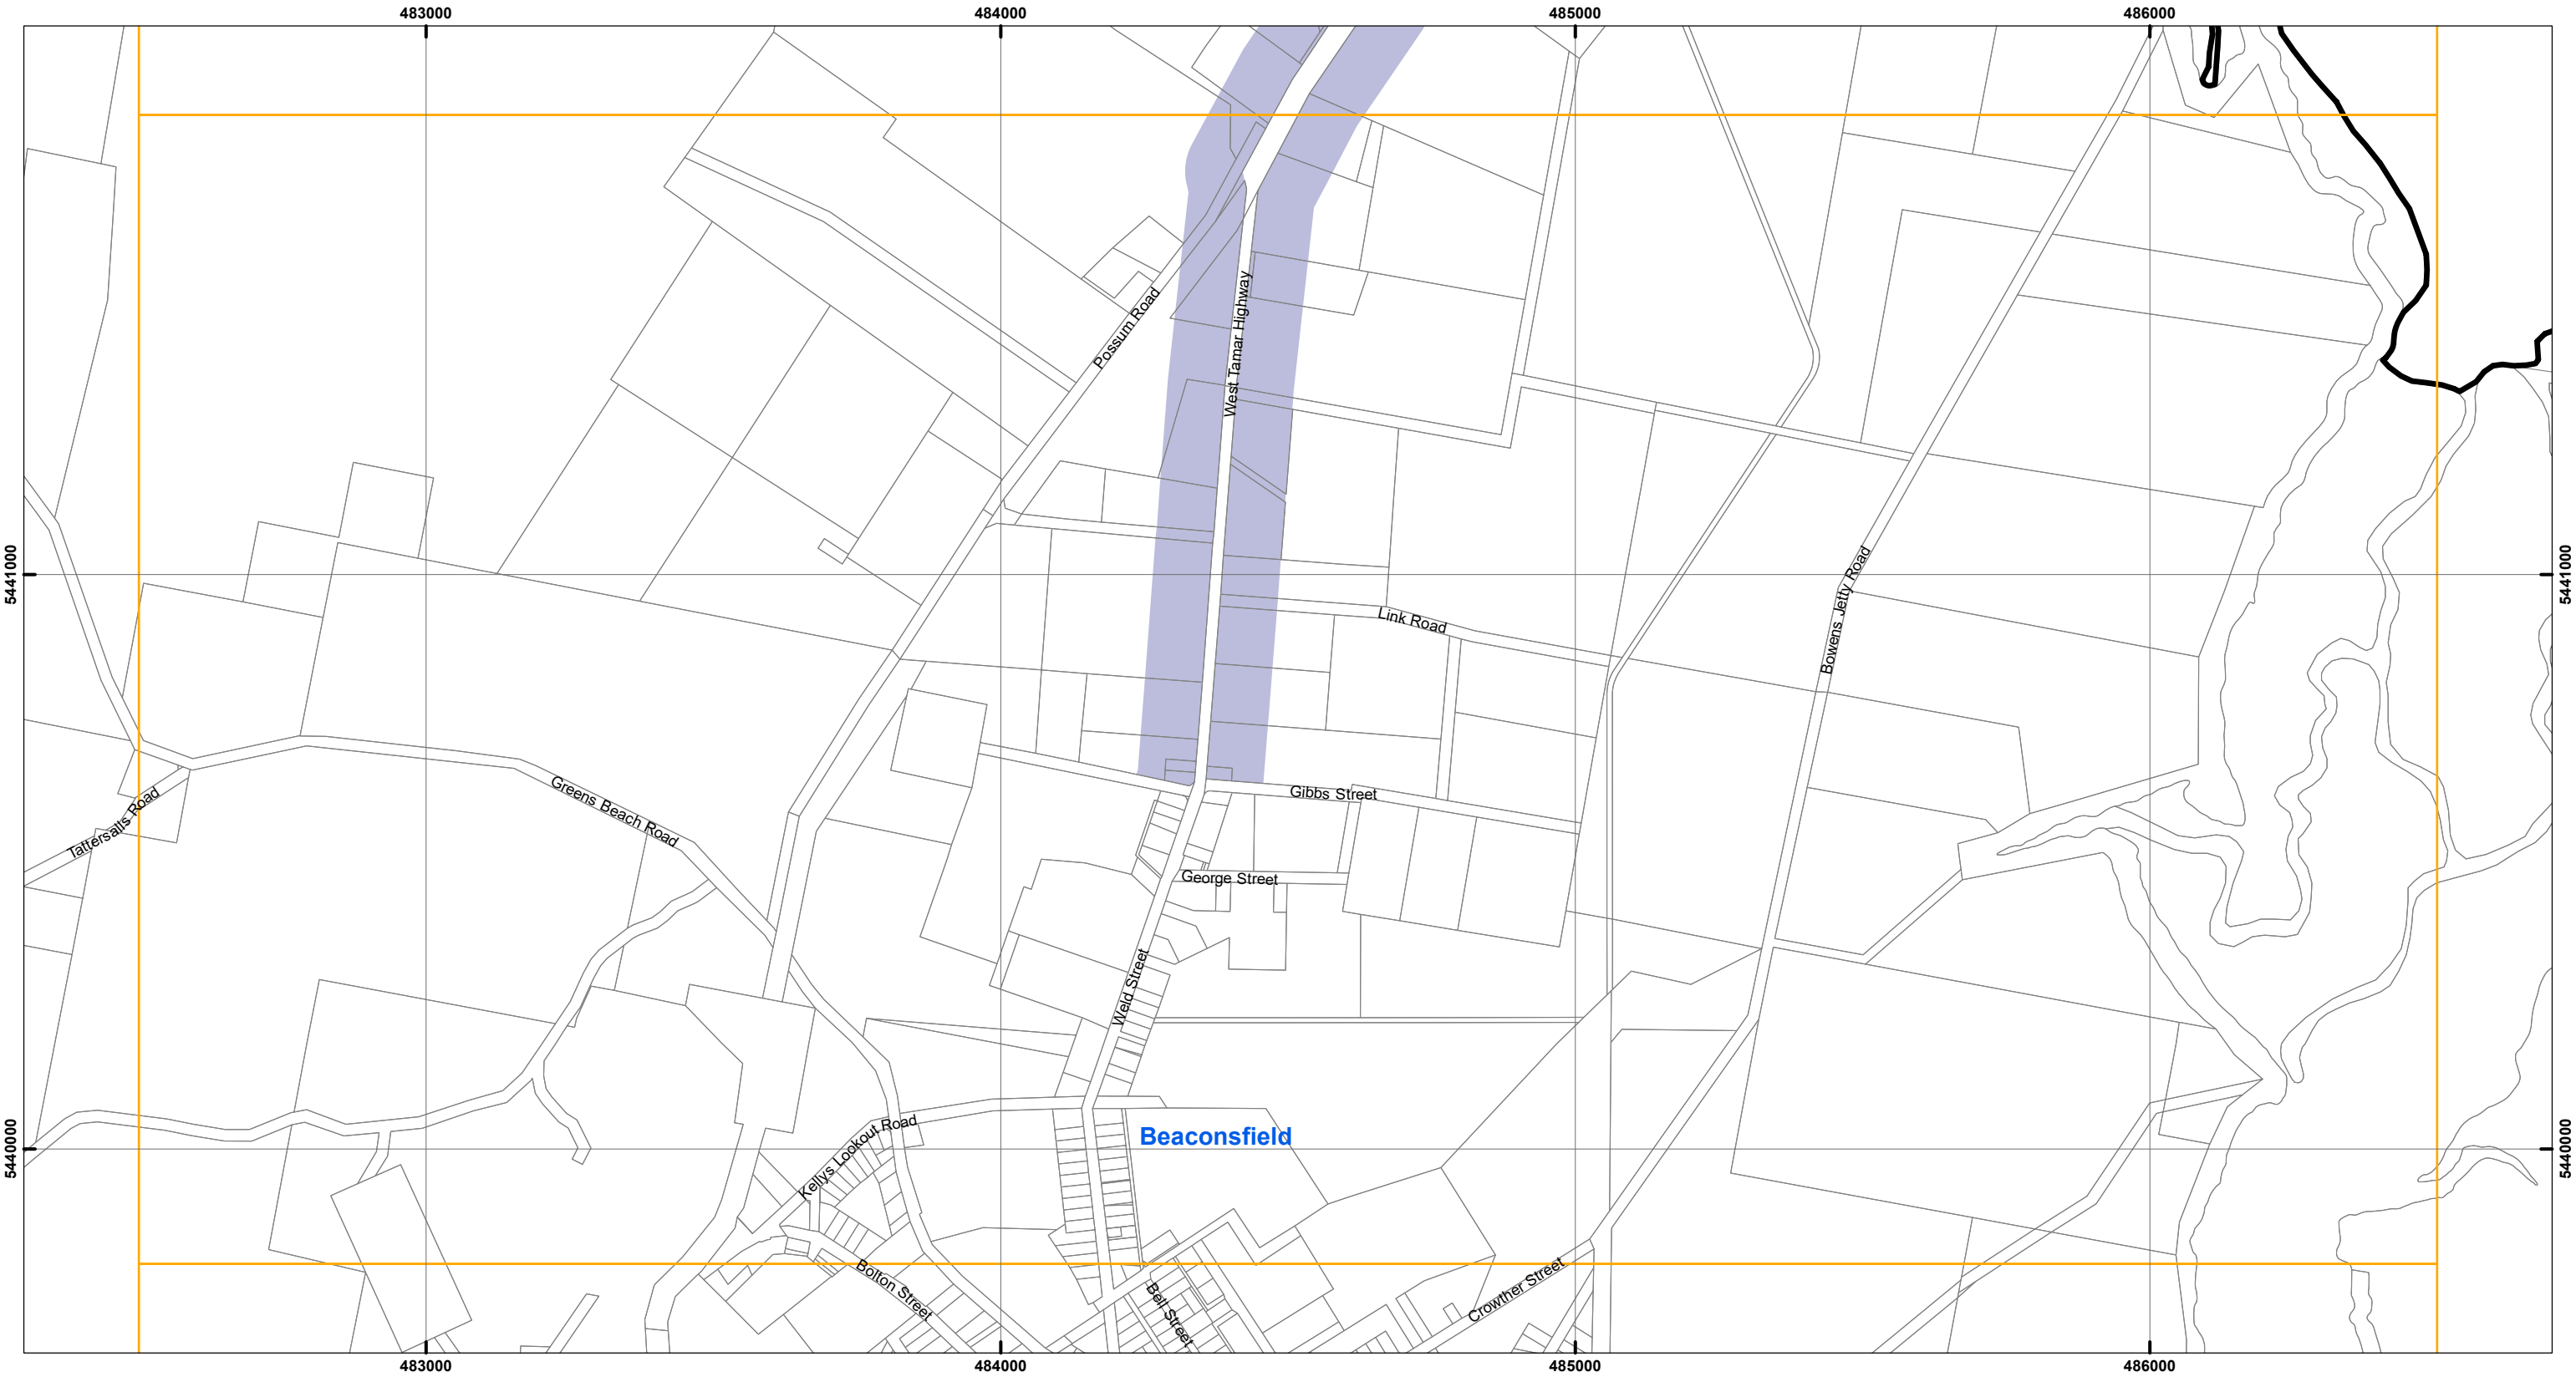 483000
484000
485000
486000
Possum Road
West Tamar Highway
5441000
5441000
Link Road
Bowens Jetty Road
Greens Beach Road
Tattersalls Road
Gibbs Street
George Street
Weld Street
Kellys Lookout Road
Beaconsfield
5440000
5440000
Bolton Street
Bell Street
Crowther Street
483000
484000
485000
486000